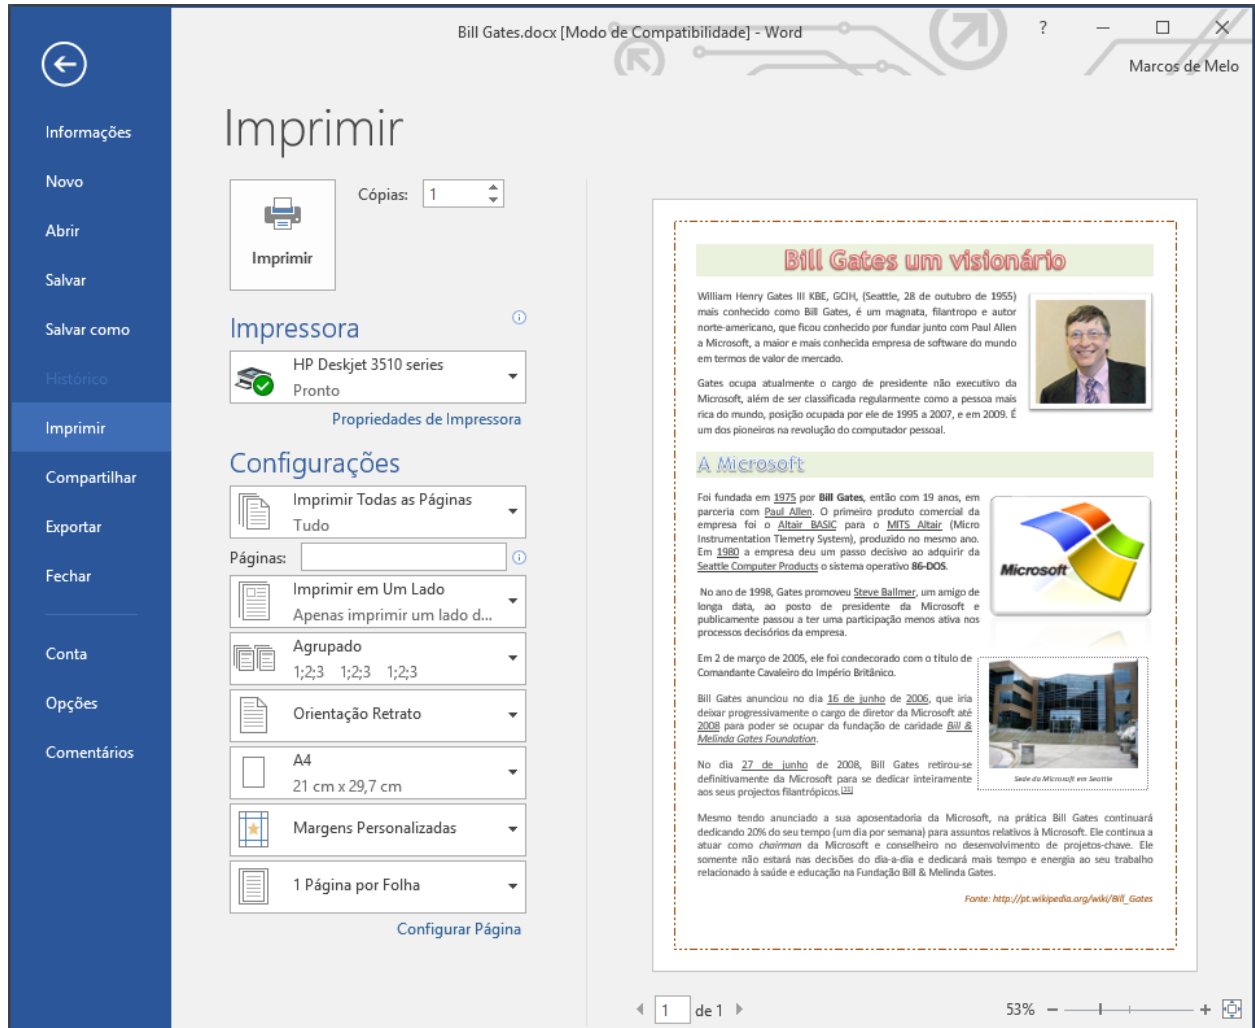 Bill Gates.docx [Modo de Compatibilidade] - Word
?
Marcos de Melo
Informações
Novo
Abrir
Salvar
Salvar como
Histórico
Imprimir
Compartilhar
Exportar
Fechar
Conta
Opções
Comentários
Imprimir
Imprimir
Cópias: 1
Impressora
HP Deskjet 3510 series
Pronto
Propriedades de Impressora
Configurações
Imprimir Todas as Páginas
Tudo
Páginas:
Imprimir em Um Lado
Apenas imprimir um lado d...
Agrupado
1;2;3 1;2;3 1;2;3
Orientação Retrato
A4
21 cm x 29,7 cm
Margens Personalizadas
1 Página por Folha
Configurar Página
Bill Gates um visionário
William Henry Gates III KBE, GCIH, (Seattle, 28 de outubro de 1955)
mais conhecido como Bill Gates, é um magnata, filantropo e autor
norte-americano, que ficou conhecido por fundar junto com Paul Allen
a Microsoft, a maior e mais conhecida empresa de software do mundo
em termos de valor de mercado.
Gates ocupa atualmente o cargo de presidente não executivo da
Microsoft, além de ser classificada regularmente como a pessoa mais
rica do mundo, posição ocupada por ele de 1995 a 2007, e em 2009. É
um dos pioneiros na revolução do computador pessoal.
A Microsoft
Foi fundada em 1975 por Bill Gates, então com 19 anos, em
parceria com Paul Allen. O primeiro produto comercial da
empresa foi o Altair BASIC para o MITS Altair (Micro
Instrumentation Tlemetry System), produzido no mesmo ano.
Em 1980 a empresa deu um passo decisivo ao adquirir da
Seattle Computer Products o sistema operativo 86-DOS.
Microsoft
No ano de 1998, Gates promoveu Steve Ballmer, um amigo de
longa data, ao posto de presidente da Microsoft e
publicamente passou a ter uma participação menos ativa nos
processos decisórios da empresa.
Em 2 de março de 2005, ele foi condecorado com o título de
Comandante Cavaleiro do Império Britânico.
Bill Gates anunciou no dia 16 de junho de 2006, que iria
deixar progressivamente o cargo de diretor da Microsoft até
2008 para poder se ocupar da fundação de caridade Bill &
Melinda Gates Foundation.
No dia 27 de junho de 2008, Bill Gates retirou-se
definitivamente da Microsoft para se dedicar inteiramente
aos seus projectos filantrópicos.[31]
Sede da Microsoft em Seattle
Mesmo tendo anunciado a sua aposentadoria da Microsoft, na prática Bill Gates continuará
dedicando 20% do seu tempo (um dia por semana) para assuntos relativos à Microsoft. Ele continua a
atuar como chairman da Microsoft e conselheiro no desenvolvimento de projetos-chave. Ele
somente não estará nas decisões do dia-a-dia e dedicará mais tempo e energia ao seu trabalho
relacionado à saúde e educação na Fundação Bill & Melinda Gates.
Fonte: http://pt.wikipedia.org/wiki/Bill_Gates
1 de 1
53%